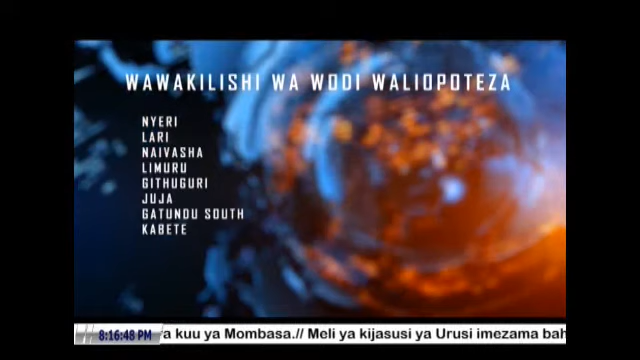 WAWAKILISHI WA WODI WALIOPOTEZA
NYERI
LARI
NAIVASHA
LIMURU
GITHUGURI
JUJA
GATUNDU SOUTH
KABETE
8:16:48 PM
a kuu ya Mombasa.// Meli ya kijasusi ya Urusi imezama bah